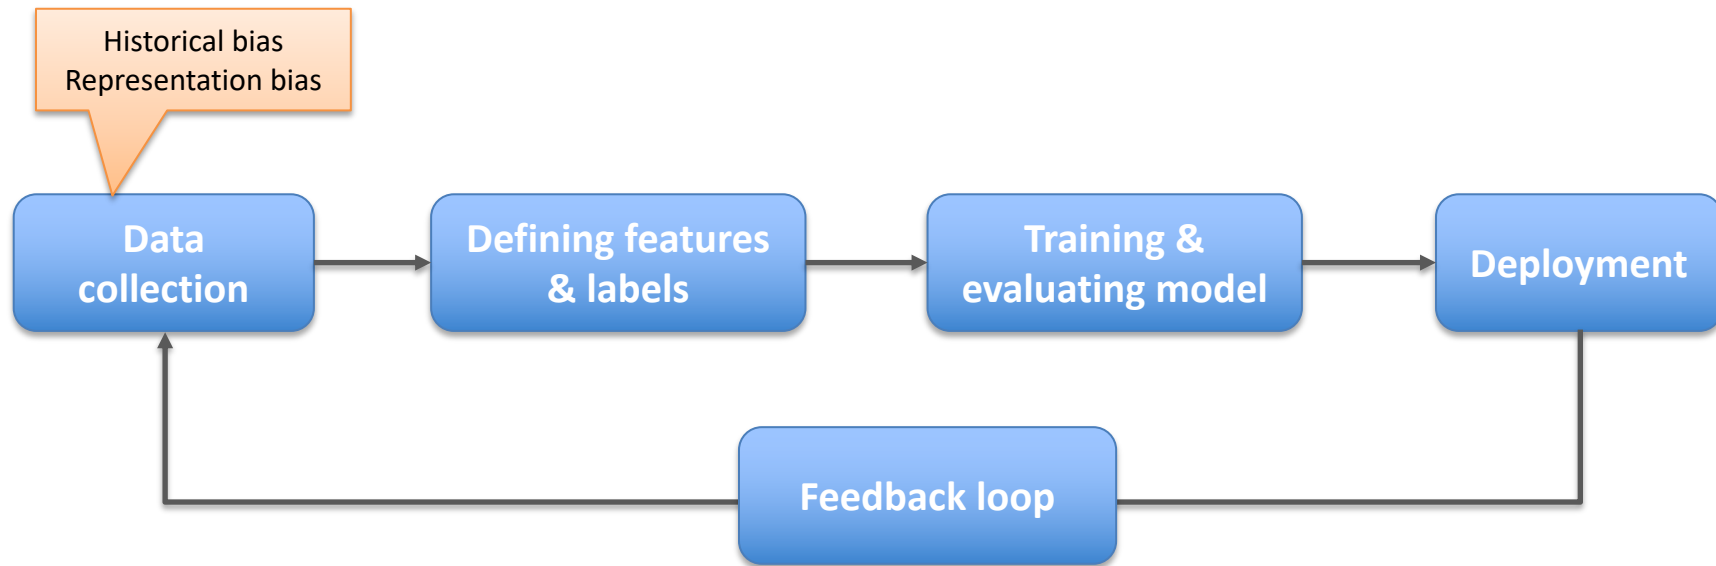 Historical bias
Representation bias
Data
collection
Defining features
& labels
Training &
evaluating model
Deployment
Feedback loop